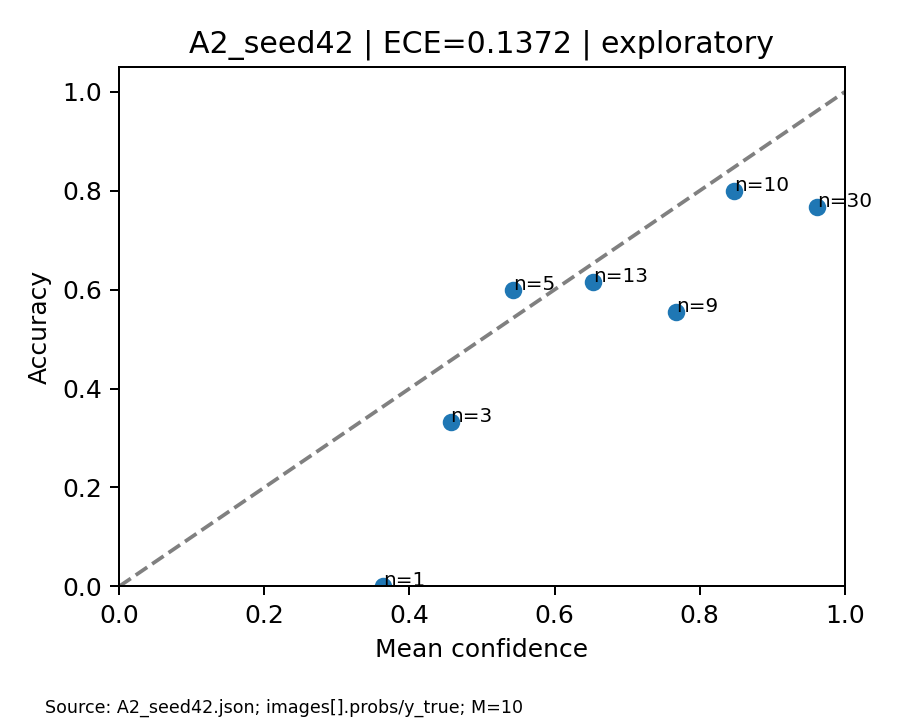 A2_seed42 | ECE=0.1372 | exploratory
1.0
0.8
0.6
0.4
0.2
0.0
Accuracy
n=10
n=30
n=5
n=13
n=9
n=3
n=1
0.0 0.2 0.4 0.6 0.8 1.0
Mean confidence
Source: A2_seed42.json; images[].probs/y_true; M=10